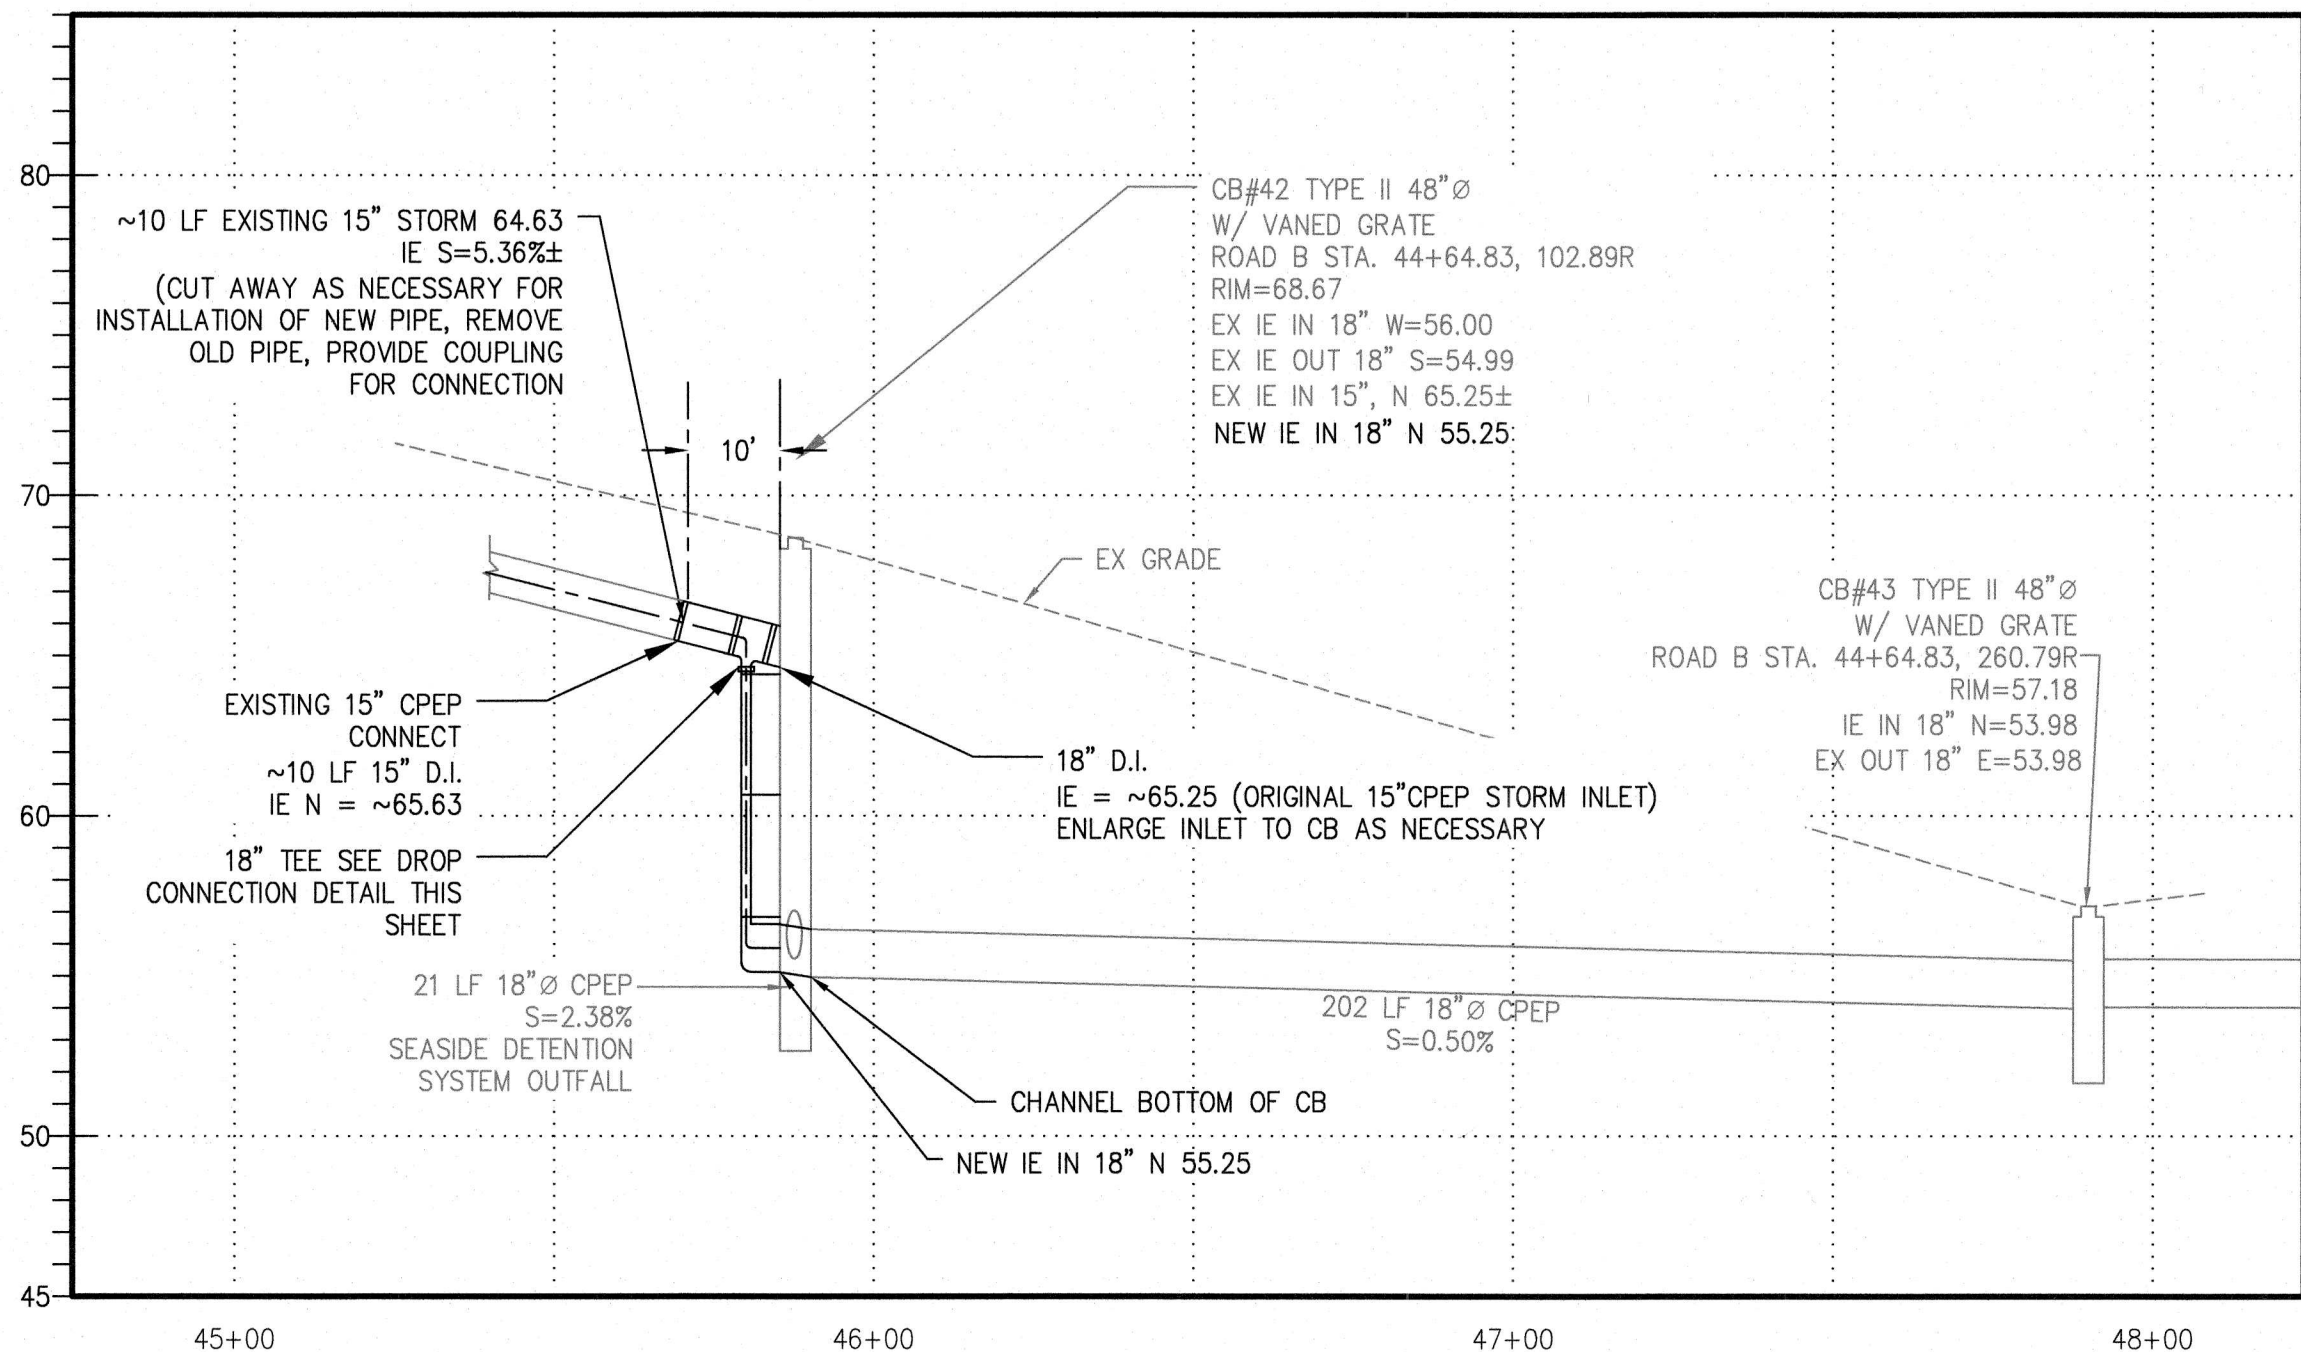 80
70
60
50
45
~10 LF EXISTING 15" STORM 64.63
IE S=5.36%±
(CUT AWAY AS NECESSARY FOR
INSTALLATION OF NEW PIPE, REMOVE
OLD PIPE, PROVIDE COUPLING
FOR CONNECTION
10'
CB#42 TYPE II 48"Ø
W/ VANED GRATE
ROAD B STA. 44+64.83, 102.89R
RIM=68.67
EX IE IN 18" W=56.00
EX IE OUT 18" S=54.99
EX IE IN 15", N 65.25±
NEW IE IN 18" N 55.25
EX GRADE
CB#43 TYPE II 48"Ø
W/ VANED GRATE
ROAD B STA. 44+64.83, 260.79R
RIM=57.18
IE IN 18" N=53.98
EX OUT 18" E=53.98
EXISTING 15" CPEP
CONNECT
~10 LF 15" D.I.
IE N = ~65.63
18" TEE SEE DROP
CONNECTION DETAIL THIS
SHEET
18" D.I.
IE = ~65.25 (ORIGINAL 15"CPEP STORM INLET)
ENLARGE INLET TO CB AS NECESSARY
21 LF 18"Ø CPEP
S=2.38%
SEASIDE DETENTION
SYSTEM OUTFALL
202 LF 18"Ø CPEP
S=0.50%
CHANNEL BOTTOM OF CB
NEW IE IN 18" N 55.25
45+00
46+00
47+00
48+00